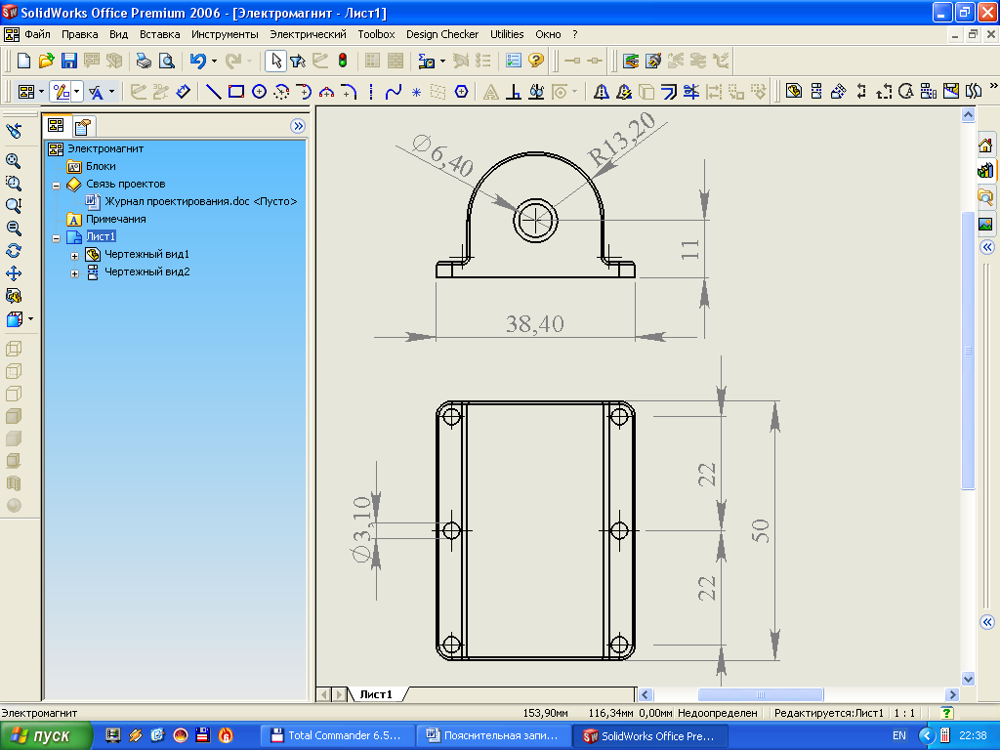 SolidWorks Office Premium 2006 - [Электромагнит - Лист1]
Файл Правка Вид Вставка Инструменты Электрический Toolbox Design Checker Utilities Окно ?
Электромагнит
Блоки
Связь проектов
Журнал проектирования.doc <Пусто>
Примечания
Лист1
Чертежный вид1
Чертежный вид2
∅6,40
R13,20
11
38,40
22
∅3,10
50
22
Лист1
Электромагнит 153,90мм 116,34мм 0,00мм Недоопределен Редактируется:Лист1 1 : 1
пуск Total Commander 6.5... Пояснительная запи... SolidWorks Office Pre... EN 22:38